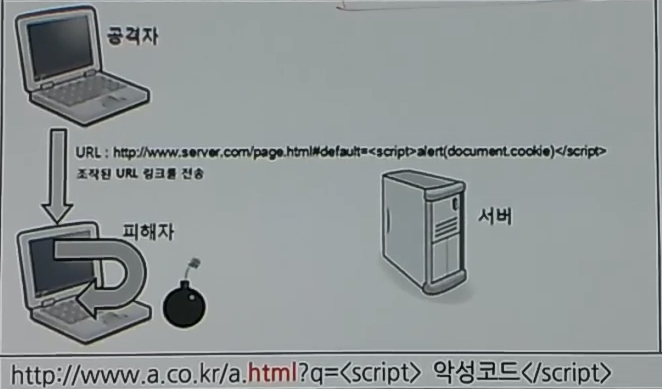 공격자
URL : http://www.server.com/page.html#default=<script>alert(document.cookie)</script>
조작된 URL 링크를 전송
피해자
서버
http://www.a.co.kr/a.html?q=<script> 악성코드</script>